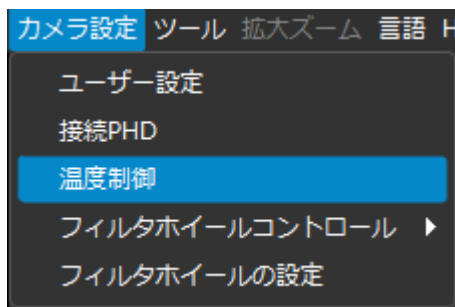 カメラ設定 ツール 拡大ズーム 言語
ユーザー設定
接続PHD
温度制御
フィルタホイールコントロール
フィルタホイールの設定